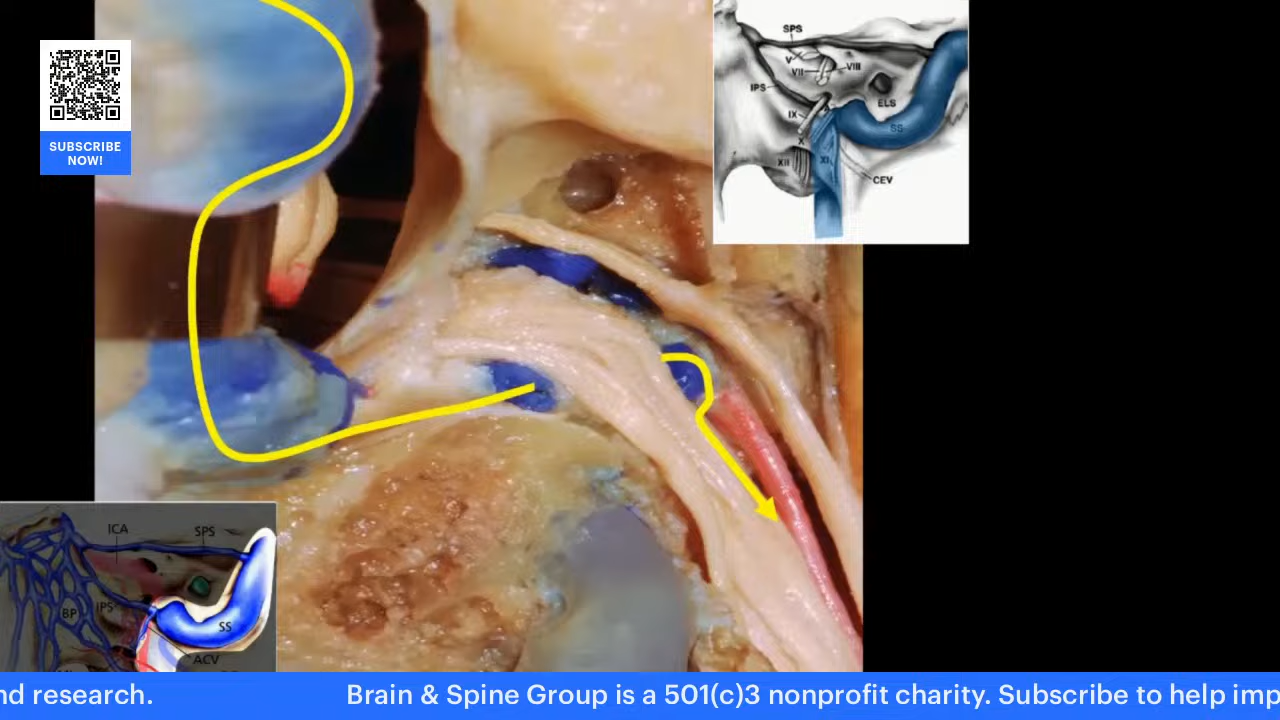 SUBSCRIBE
NOW!
SPS
V
VII
VIII
IPS
ELS
IX
SS
X
XI
XII
CEV
ICA
SPS
BP
IPS
SS
ACV
nd research.
Brain & Spine Group is a 501(c)3 nonprofit charity. Subscribe to help imp